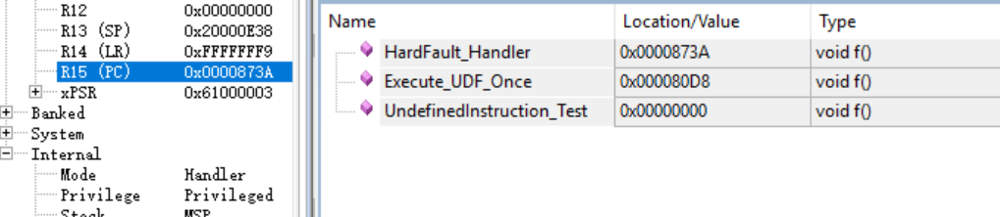 R12 0x00000000
R13 (SP) 0x20000E38
R14 (LR) 0xFFFFFFF9
R15 (PC) 0x0000873A
xPSR 0x61000003
Banked
System
Internal
Mode Handler
Privilege Privileged
Stack MSP
Name Location/Value Type
HardFault_Handler 0x0000873A void f()
Execute_UDF_Once 0x000080D8 void f()
UndefinedInstruction_Test 0x00000000 void f()